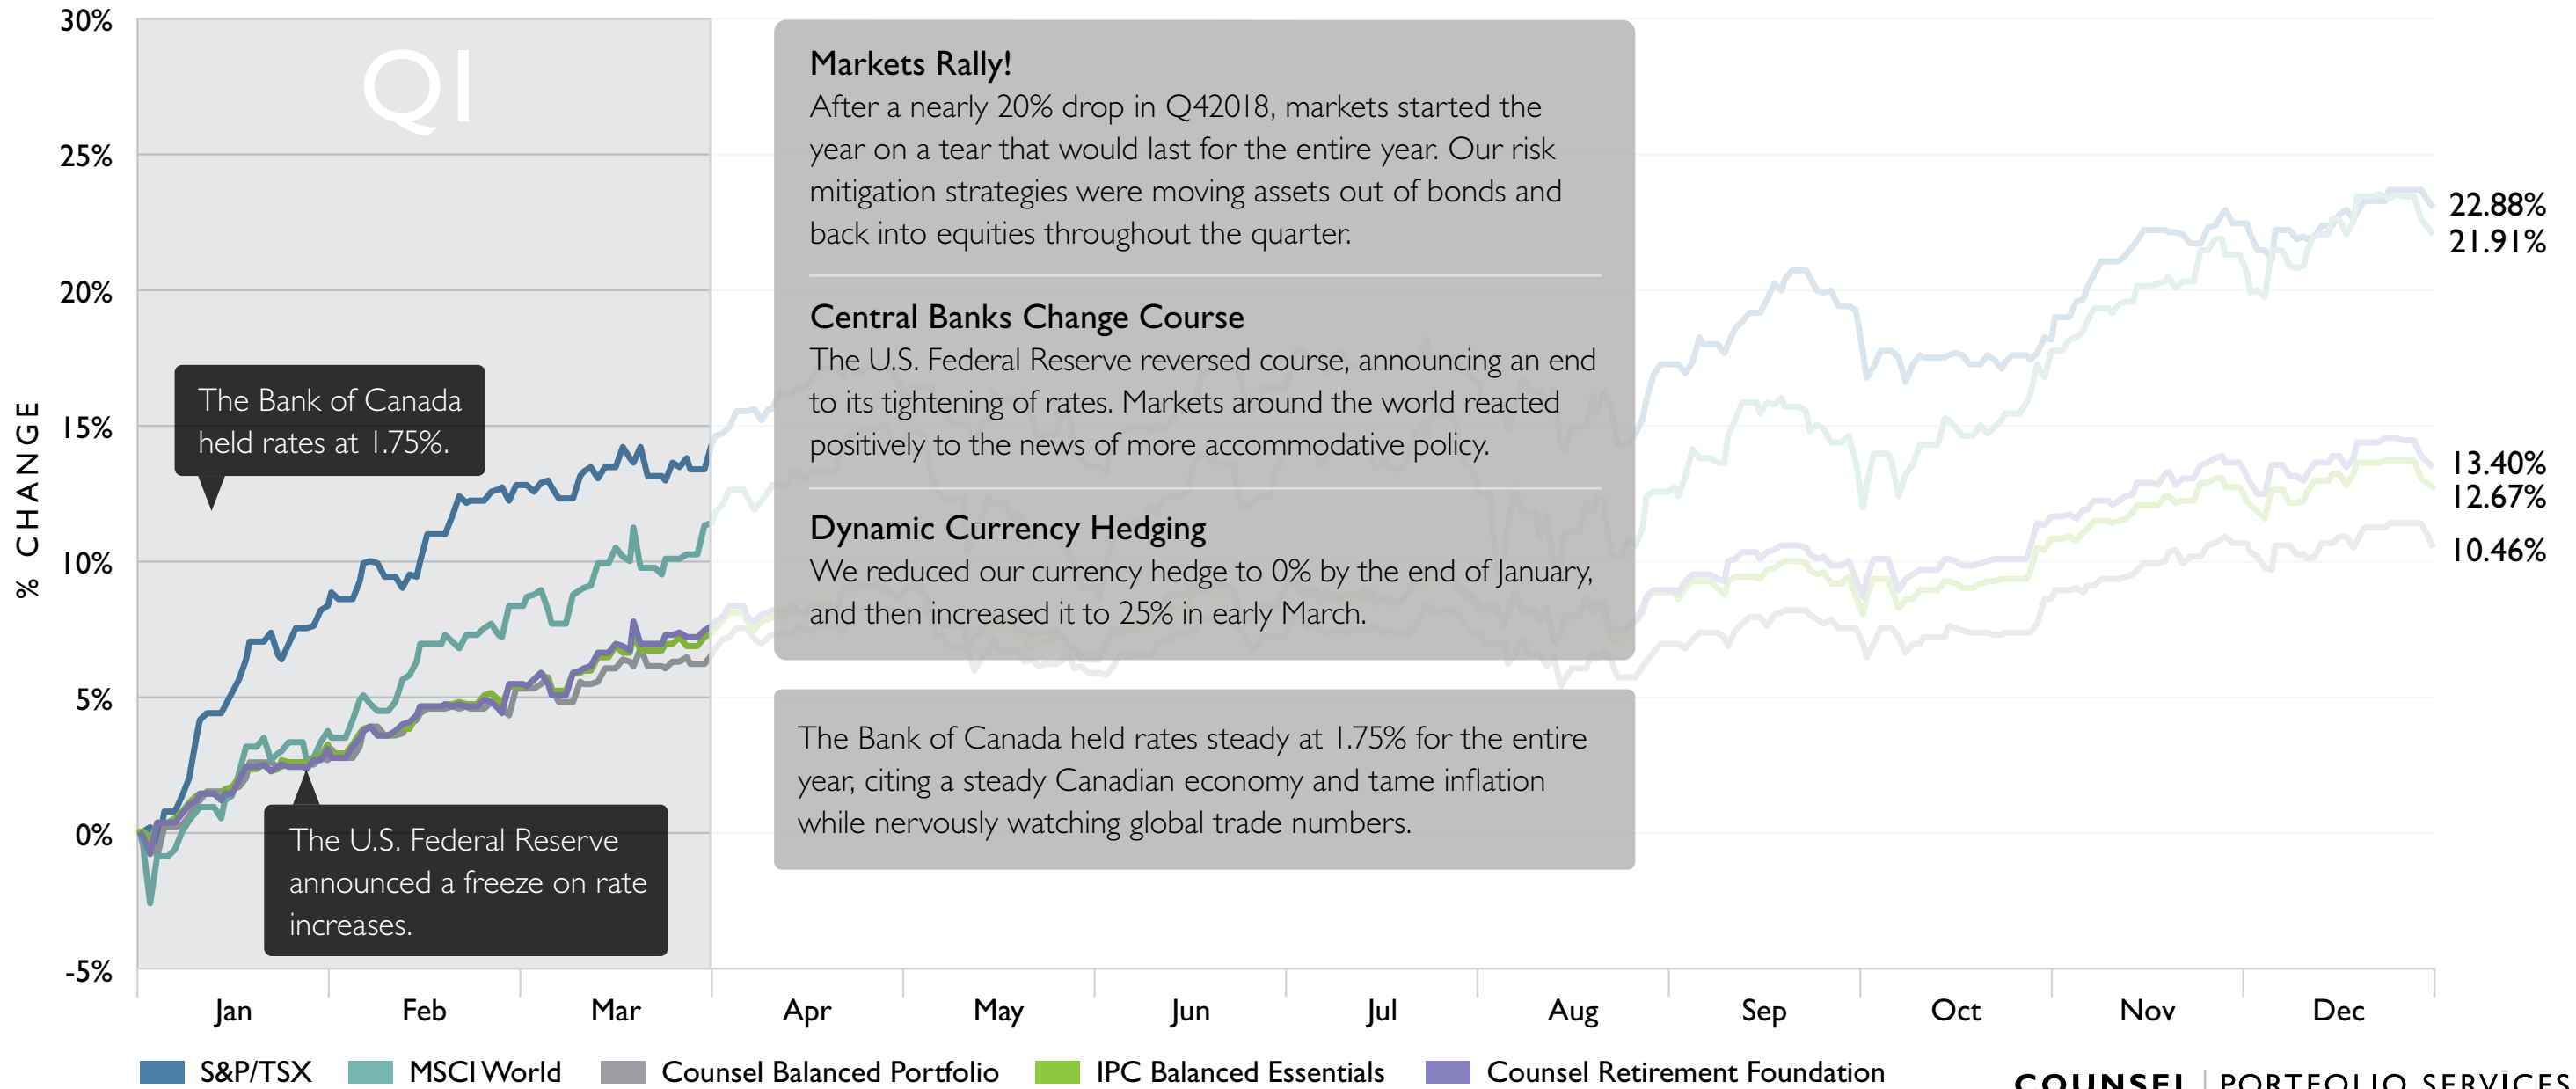 30%
25%
20%
15%
10%
5%
0%
-5%
% CHANGE
Q1
The Bank of Canada
held rates at 1.75%.
The U.S. Federal Reserve
announced a freeze on rate
increases.
Markets Rally!
After a nearly 20% drop in Q42018, markets started the
year on a tear that would last for the entire year. Our risk
mitigation strategies were moving assets out of bonds and
back into equities throughout the quarter.
Central Banks Change Course
The U.S. Federal Reserve reversed course, announcing an end
to its tightening of rates. Markets around the world reacted
positively to the news of more accommodative policy.
Dynamic Currency Hedging
We reduced our currency hedge to 0% by the end of January,
and then increased it to 25% in early March.
The Bank of Canada held rates steady at 1.75% for the entire
year, citing a steady Canadian economy and tame inflation
while nervously watching global trade numbers.
22.88%
21.91%
13.40%
12.67%
10.46%
Jan Feb Mar Apr May Jun Jul Aug Sep Oct Nov Dec
S&P/TSX MSCI World Counsel Balanced Portfolio IPC Balanced Essentials Counsel Retirement Foundation
COUNSEL | PORTFOLIO SERVICES